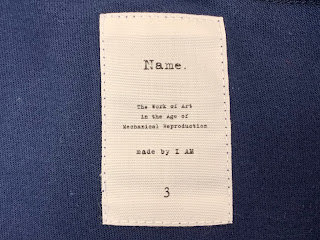 Name.
The Work of Art
in the Age of
Mechanical Reproduction
made by I AM
3